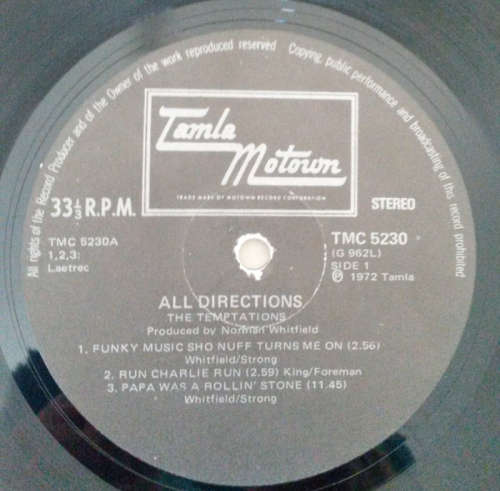 All rights of the Record Producer and of the Owner of the work reproduced reserved Copying, public performance and broadcasting of this record prohibited
Tamla
Motown
TRADE MARK OF MOTOWN RECORD CORPORATION
33⅓ R.P.M.
STEREO
TMC 5230A
1,2,3:
Laetrec
TMC 5230
(G 962L)
SIDE 1
℗ 1972 Tamla
ALL DIRECTIONS
THE TEMPTATIONS
Produced by Norman Whitfield
1. FUNKY MUSIC SHO NUFF TURNS ME ON (2.56)
Whitfield/Strong
2. RUN CHARLIE RUN (2.59) King/Foreman
3. PAPA WAS A ROLLIN' STONE (11.45)
Whitfield/Strong